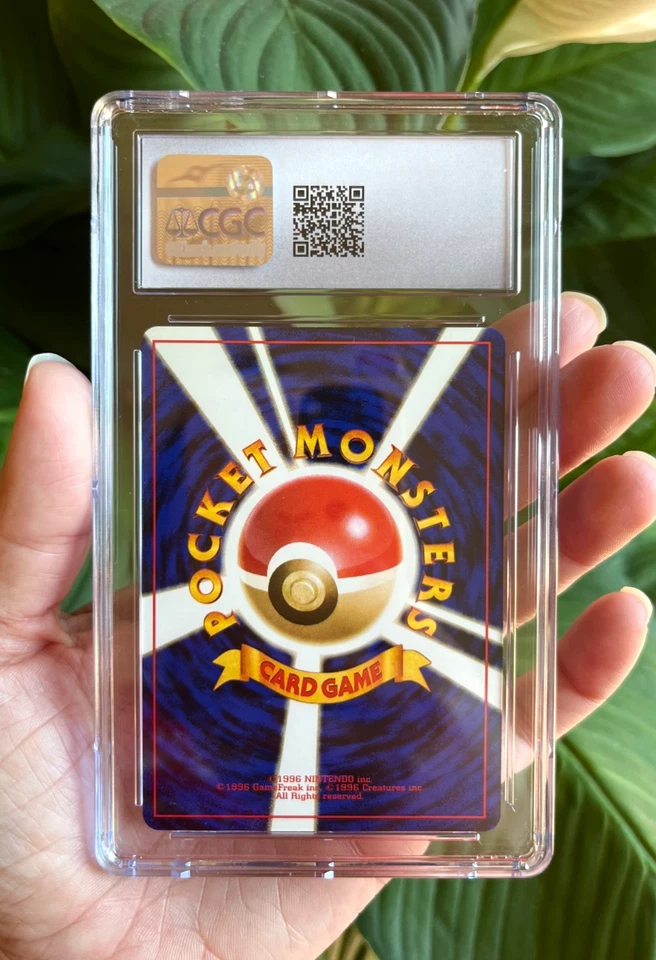 CGC
POCKET MONSTERS
CARD GAME
©1996 NINTENDO inc.
©1996 GameFreak inc. ©1996 Creatures inc.
All Rights reserved.